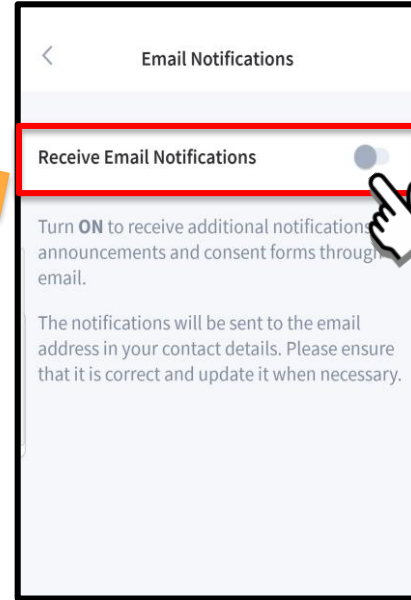 Email Notifications
Receive Email Notifications
Turn ON to receive additional notifications
announcements and consent forms through
email.
The notifications will be sent to the email
address in your contact details. Please ensure
that it is correct and update it when necessary.